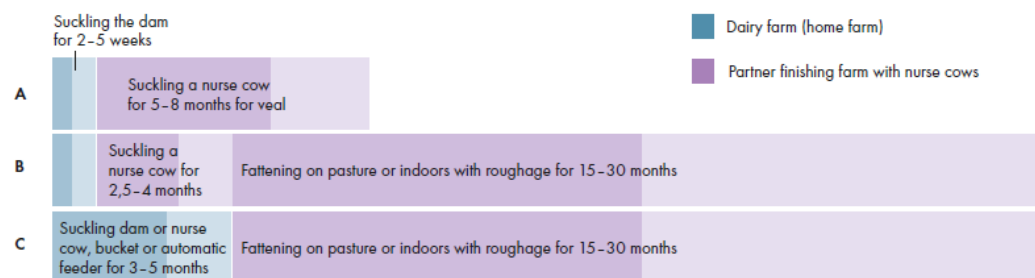 Suckling the dam
for 2–5 weeks
Dairy farm (home farm)
Partner finishing farm with nurse cows
A
Suckling a nurse cow
for 5–8 months for veal
B
Suckling a
nurse cow for
2,5–4 months
Fattening on pasture or indoors with roughage for 15–30 months
C
Suckling dam or nurse
cow, bucket or automatic
feeder for 3–5 months
Fattening on pasture or indoors with roughage for 15–30 months